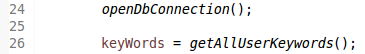 24 openDbConnection();
25
26 keyWords = getAllUserKeywords();